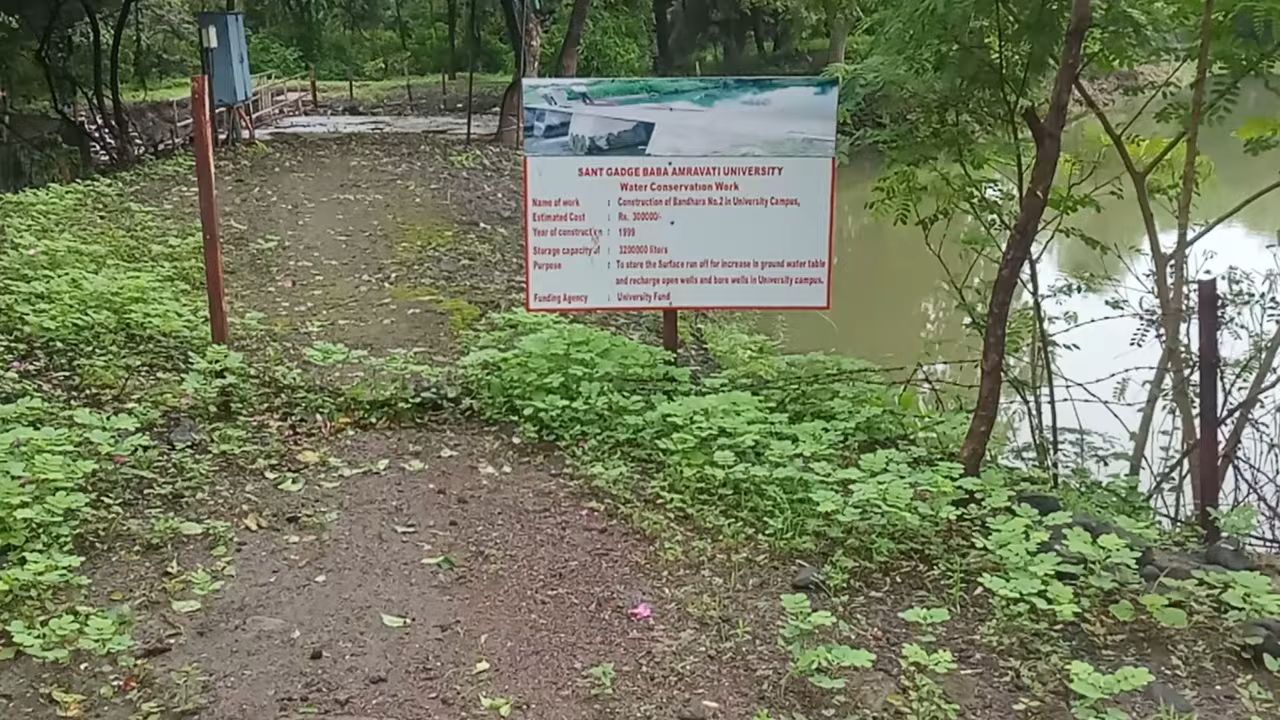 SANT GADGE BABA AMRAVATI UNIVERSITY
Water Conservation Work
Name of work : Construction of Bandhara No.2 in University Campus,
Estimated Cost : Rs. 300000/-
Year of construction : 1999
Storage capacity of : 3200000 liters
Purpose : To store the Surface run off for increase in ground water table
and recharge open wells and bore wells in University campus.
Funding Agency : University Fund